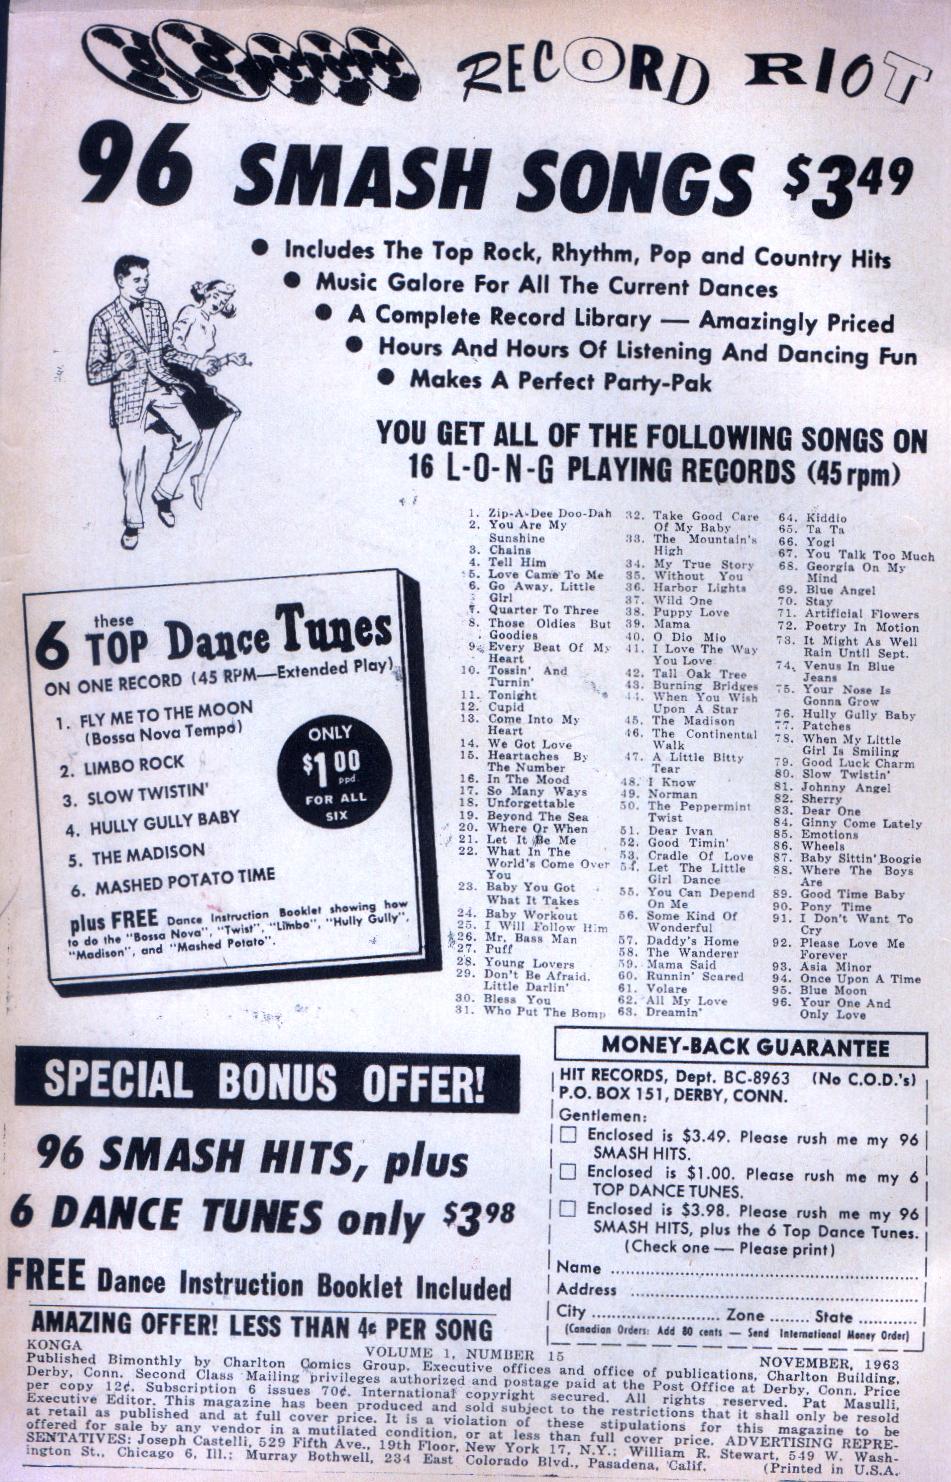 RECORD RIOT
96 SMASH SONGS $3.49
● Includes The Top Rock, Rhythm, Pop and Country Hits
● Music Galore For All The Current Dances
● A Complete Record Library — Amazingly Priced
● Hours And Hours Of Listening And Dancing Fun
● Makes A Perfect Party-Pak
YOU GET ALL OF THE FOLLOWING SONGS ON
16 L-O-N-G PLAYING RECORDS (45 rpm)
1. Zip-A-Dee Doo-Dah
2. You Are My
Sunshine
3. Chains
4. Tell Him
5. Love Came To Me
6. Go Away, Little
Girl
7. Quarter To Three
8. Those Oldies But
Goodies
9. Every Beat Of My
Heart
10. Tossin' And
Turnin'
11. Tonight
12. Cupid
13. Come Into My
Heart
14. We Got Love
15. Heartaches By
The Number
16. In The Mood
17. So Many Ways
18. Unforgettable
19. Beyond The Sea
20. Where Or When
21. Let It Be Me
22. What In The
World's Come Over
You
23. Baby You Got
What It Takes
24. Baby Workout
25. I Will Follow Him
26. Mr. Bass Man
27. Puff
28. Young Lovers
29. Don't Be Afraid.
Little Darlin'
30. Bless You
31. Who Put The Bomp
32. Take Good Care
Of My Baby
33. The Mountain's
High
34. My True Story
35. Without You
36. Harbor Lights
37. Wild One
38. Puppy Love
39. Mama
40. O Dio Mio
41. I Love The Way
You Love
42. Tall Oak Tree
43. Burning Bridges
44. When You Wish
Upon A Star
45. The Madison
46. The Continental
Walk
47. A Little Bitty
Tear
48. I Know
49. Norman
50. The Peppermint
Twist
51. Dear Ivan
52. Good Timin'
53. Cradle Of Love
54. Let The Little
Girl Dance
55. You Can Depend
On Me
56. Some Kind Of
Wonderful
57. Daddy's Home
58. The Wanderer
59. Mama Said
60. Runnin' Scared
61. Volare
62. All My Love
63. Dreamin'
64. Kiddio
65. Ta Ta
66. Yogi
67. You Talk Too Much
68. Georgia On My
Mind
69. Blue Angel
70. Stay
71. Artificial Flowers
72. Poetry In Motion
73. It Might As Well
Rain Until Sept.
74. Venus In Blue
Jeans
75. Your Nose Is
Gonna Grow
76. Hully Gully Baby
77. Patches
78. When My Little
Girl Is Smiling
79. Good Luck Charm
80. Slow Twistin'
81. Johnny Angel
82. Sherry
83. Dear One
84. Ginny Come Lately
85. Emotions
86. Wheels
87. Baby Sittin' Boogie
88. Where The Boys
Are
89. Good Time Baby
90. Pony Time
91. I Don't Want To
Cry
92. Please Love Me
Forever
93. Asia Minor
94. Once Upon A Time
95. Blue Moon
96. Your One And
Only Love
6 these TOP Dance Tunes
ON ONE RECORD (45 RPM—Extended Play)
1. FLY ME TO THE MOON
(Bossa Nova Tempo)
2. LIMBO ROCK
3. SLOW TWISTIN'
4. HULLY GULLY BABY
5. THE MADISON
6. MASHED POTATO TIME
ONLY
$1.00
ppd.
FOR ALL
SIX
plus FREE Dance Instruction Booklet showing how
to do the "Bossa Nova", "Twist", "Limbo", "Hully Gully",
"Madison", and "Mashed Potato".
SPECIAL BONUS OFFER!
96 SMASH HITS, plus
6 DANCE TUNES only $3.98
FREE Dance Instruction Booklet Included
AMAZING OFFER! LESS THAN 4¢ PER SONG
MONEY-BACK GUARANTEE
HIT RECORDS, Dept. BC-8963 (No C.O.D.'s)
P.O. BOX 151, DERBY, CONN.
Gentlemen:
☐ Enclosed is $3.49. Please rush me my 96
SMASH HITS.
☐ Enclosed is $1.00. Please rush me my 6
TOP DANCE TUNES.
☐ Enclosed is $3.98. Please rush me my 96
SMASH HITS, plus the 6 Top Dance Tunes.
(Check one — Please print)
Name
Address
City Zone State
(Canadian Orders: Add 80 cents — Send International Money Order)
KONGA VOLUME 1, NUMBER 15 NOVEMBER, 1963
Published Bimonthly by Charlton Comics Group. Executive offices and office of publications, Charlton Building,
Derby, Conn. Second Class Mailing privileges authorized and postage paid at the Post Office at Derby, Conn. Price
per copy 12¢. Subscription 6 issues 70¢. International copyright secured. All rights reserved. Pat Masulli,
Executive Editor. This magazine has been produced and sold subject to the restrictions that it shall only be resold
at retail as published and at full cover price. It is a violation of these stipulations for this magazine to be
offered for sale by any vendor in a mutilated condition, or at less than full cover price. ADVERTISING REPRE-
SENTATIVES: Joseph Castelli, 529 Fifth Ave., 19th Floor, New York 17, N.Y.; William R. Stewart, 549 W. Wash-
ington St., Chicago 6, Ill.; Murray Bothwell, 234 East Colorado Blvd., Pasadena, Calif. (Printed in U.S.A.